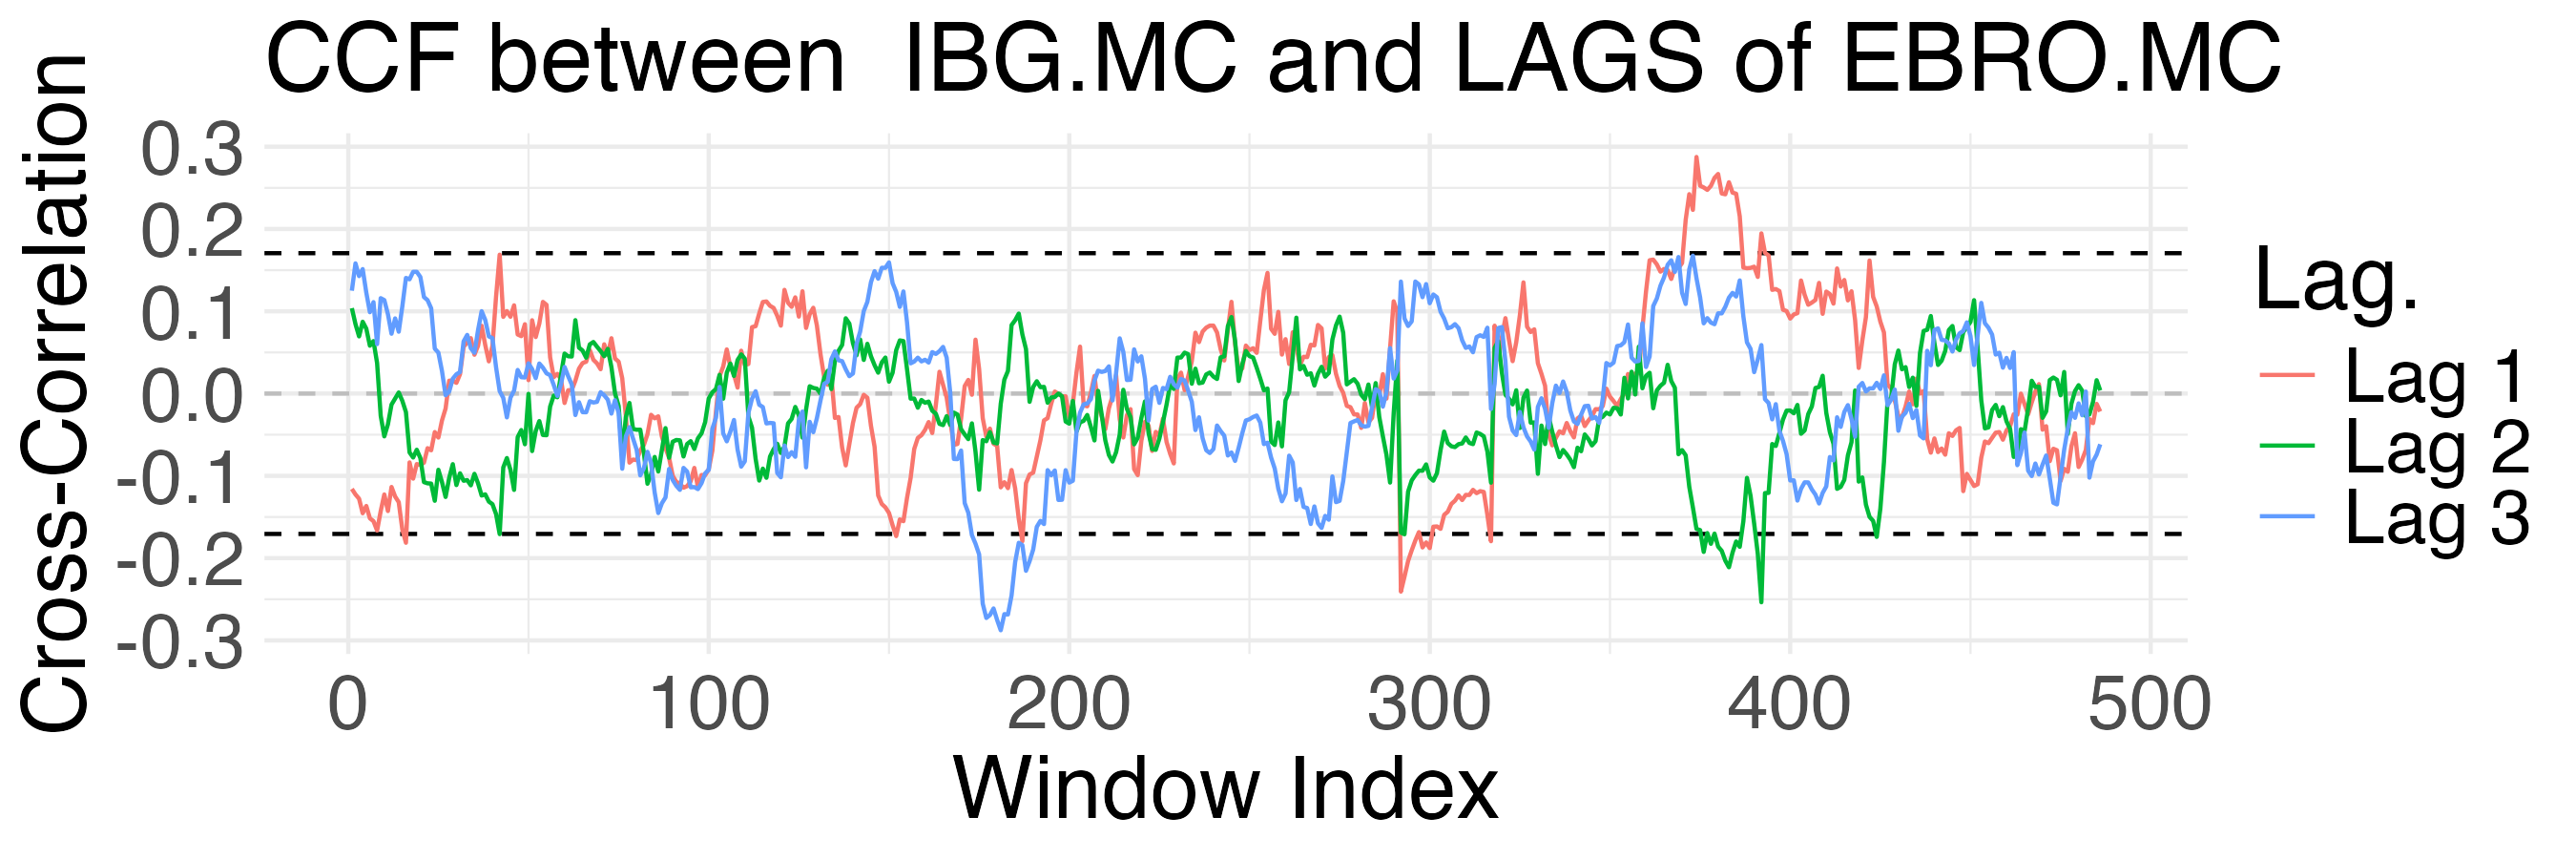 CCF between  IBG.MC and LAGS of EBRO.MC
Cross-Correlation
0.3
0.2
0.1
0.0
-0.1
-0.2
-0.3
0 100 200 300 400 500
Window Index
Lag.
Lag 1
Lag 2
Lag 3